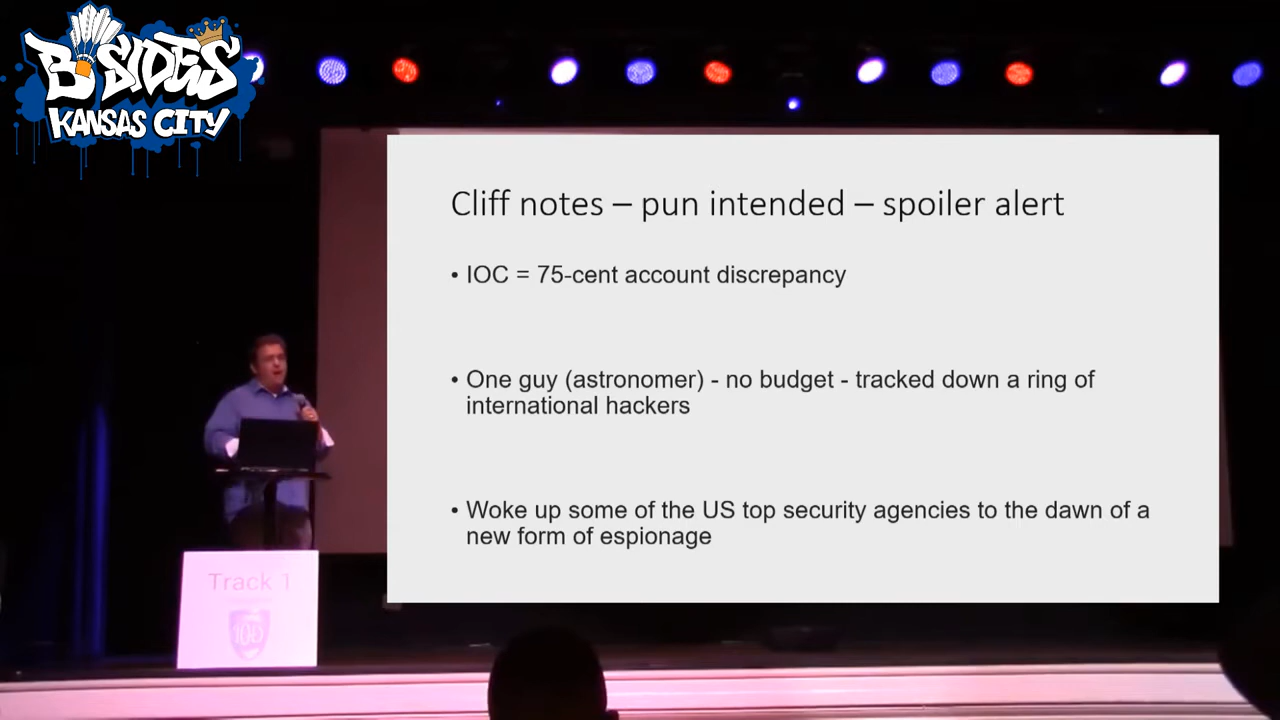 B-SIDES
KANSAS CITY
Cliff notes – pun intended – spoiler alert
• IOC = 75-cent account discrepancy
• One guy (astronomer) - no budget - tracked down a ring of
international hackers
• Woke up some of the US top security agencies to the dawn of a
new form of espionage
Track 1
100